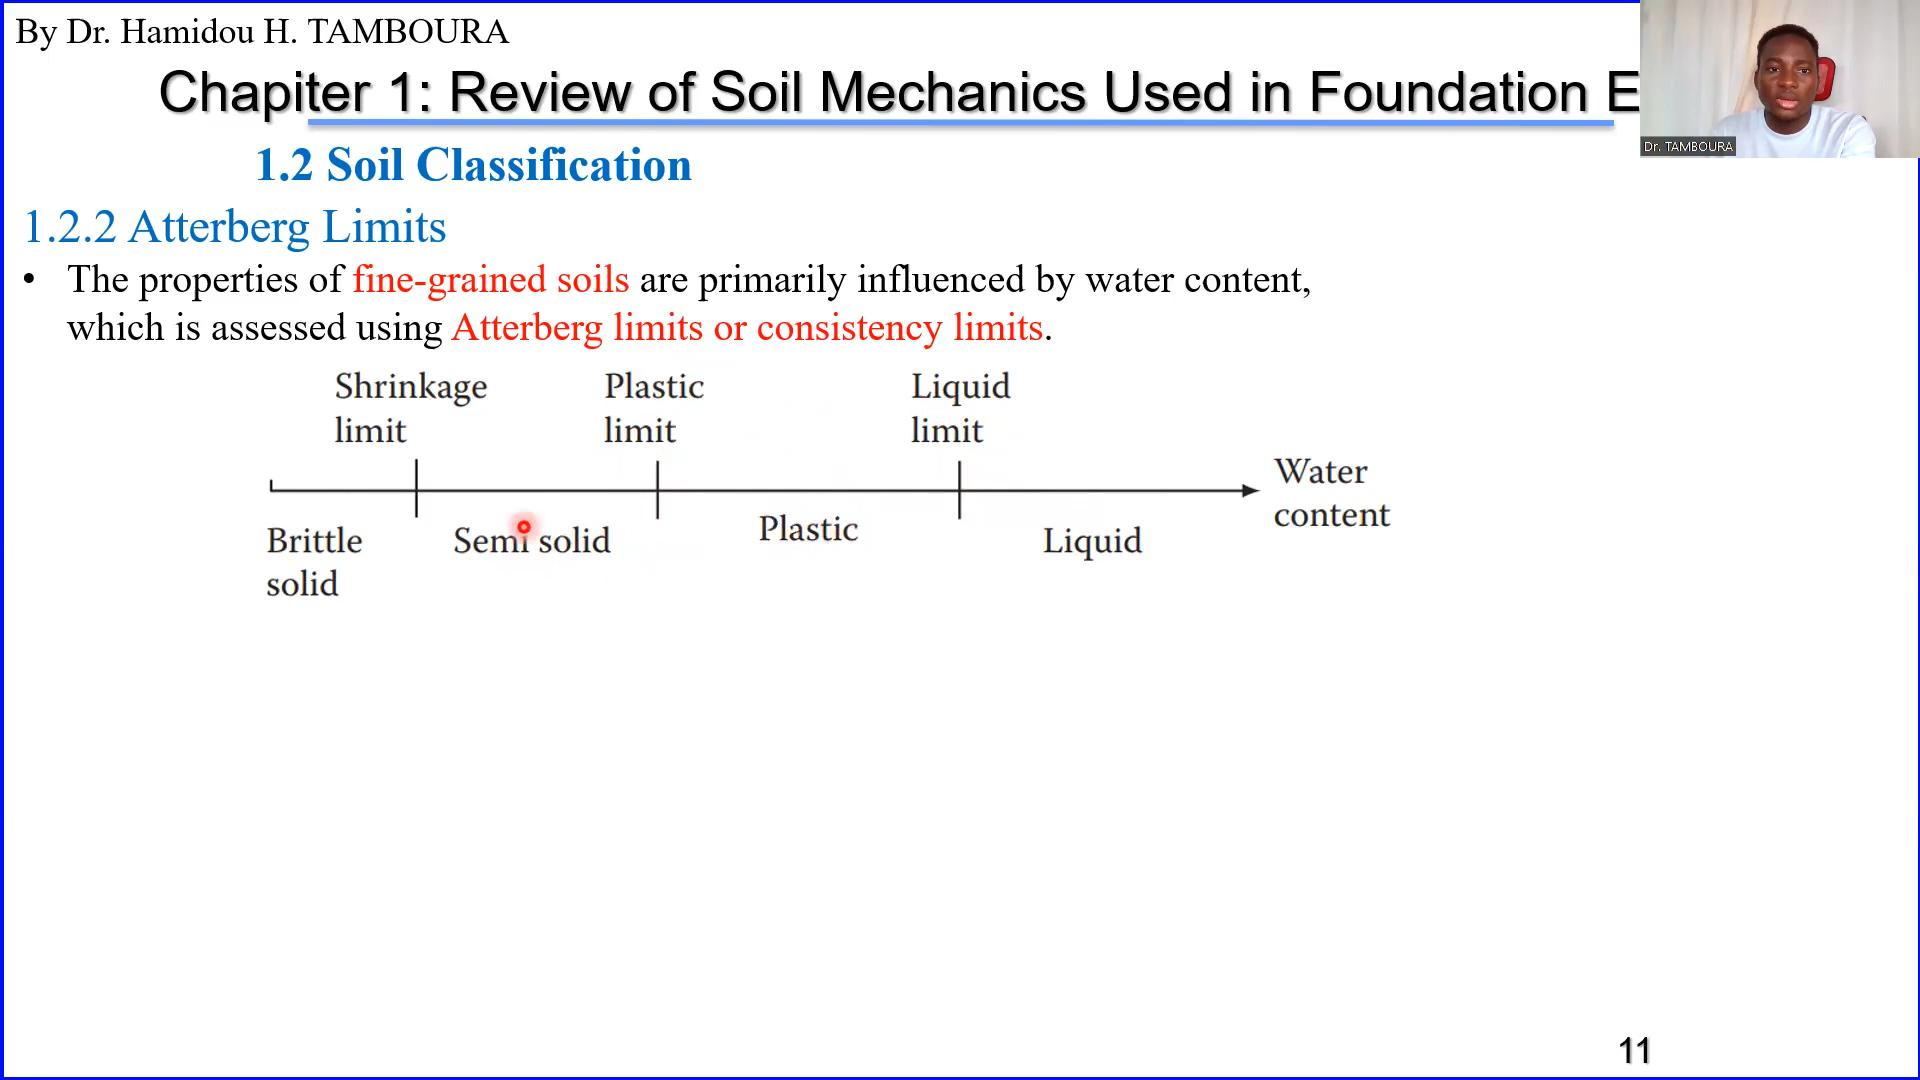 By Dr. Hamidou H. TAMBOURA
Chapiter 1: Review of Soil Mechanics Used in Foundation E
Dr. TAMBOURA
1.2 Soil Classification
1.2.2 Atterberg Limits
• The properties of fine-grained soils are primarily influenced by water content,
which is assessed using Atterberg limits or consistency limits.
Shrinkage
limit
Plastic
limit
Liquid
limit
Water
content
Brittle
solid
Semi solid
Plastic
Liquid
11